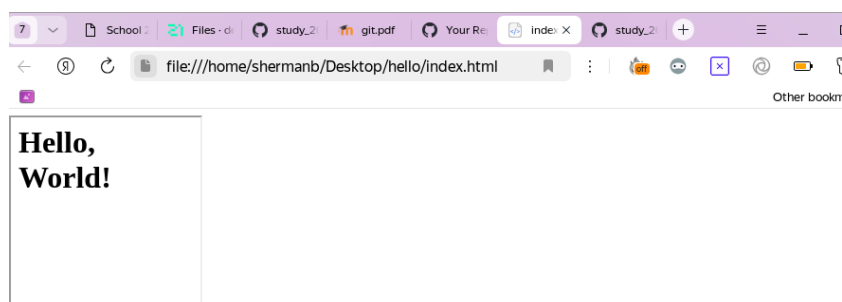 7 School 2 Files - d git.pdf Your Re index study_2
file:///home/shermanb/Desktop/hello/index.html off
Other bookm
Hello,
World!